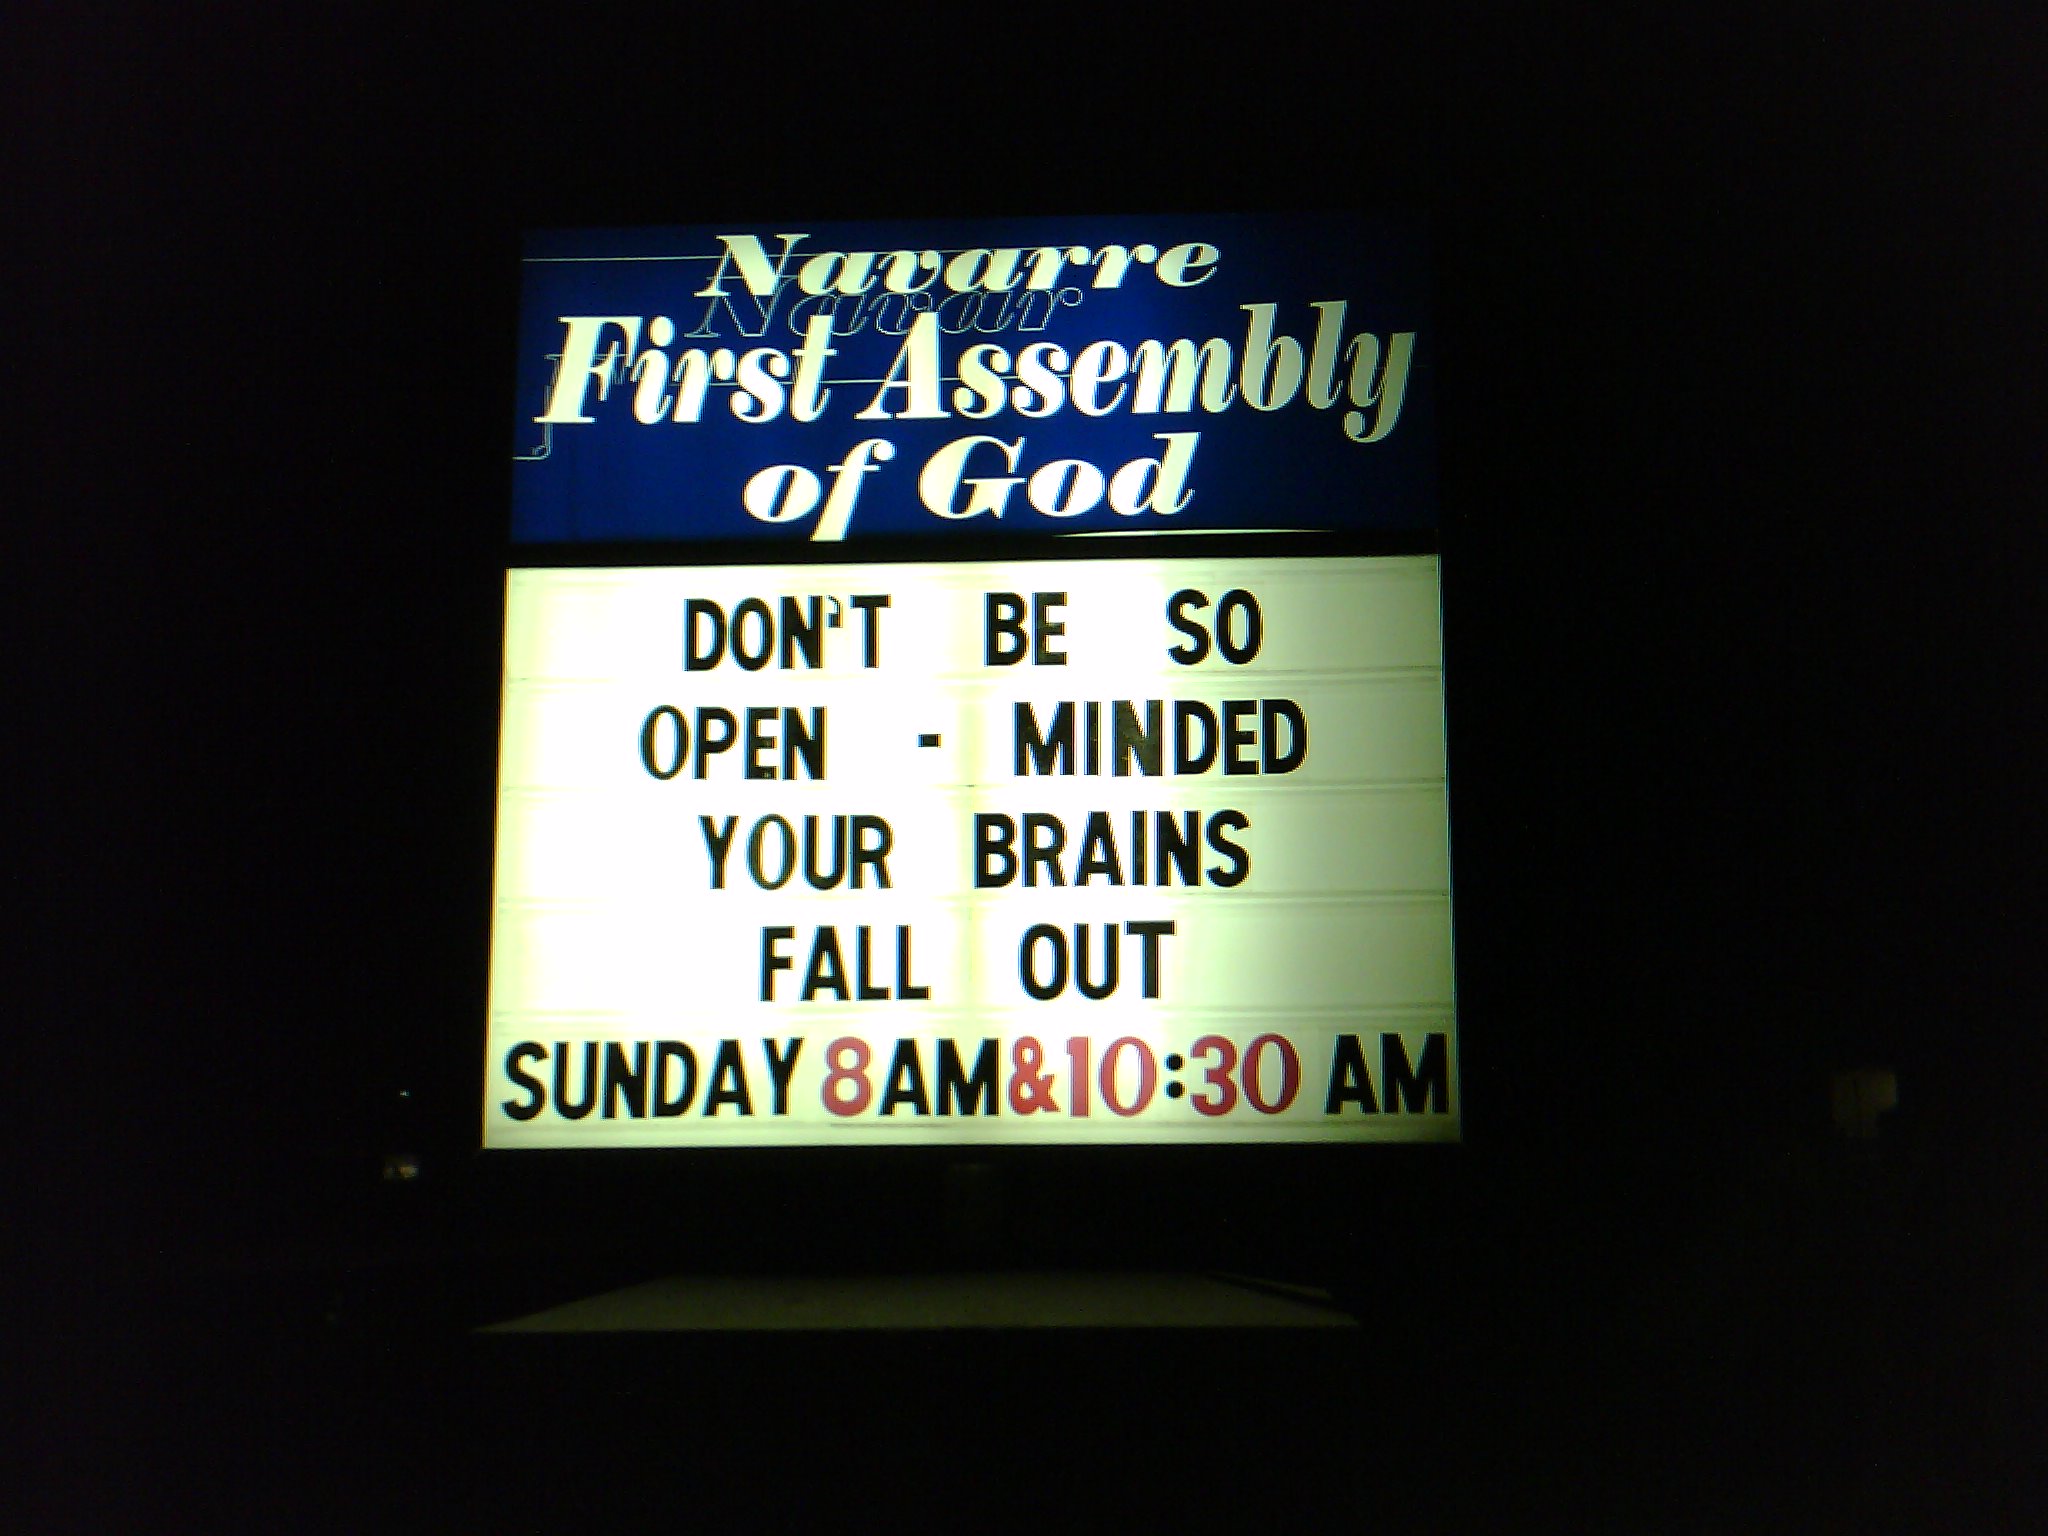 Navarre
First Assembly
of God
DON'T BE SO
OPEN - MINDED
YOUR BRAINS
FALL OUT
SUNDAY 8AM&10:30 AM